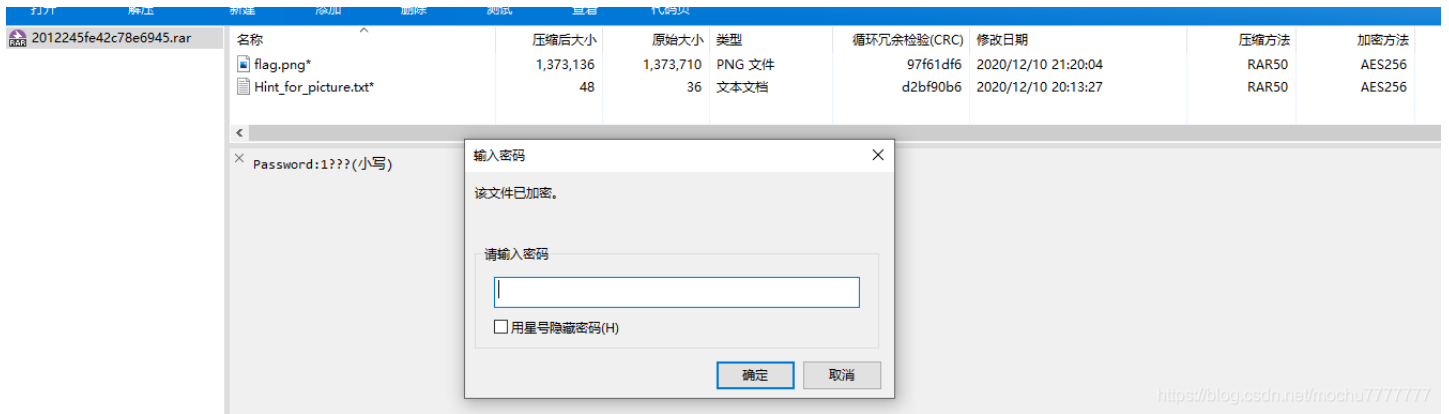 打开 解压 新建 添加 删除 测试 查看 代码页
2012245fe42c78e6945.rar
名称 压缩后大小 原始大小 类型 循环冗余检验(CRC) 修改日期 压缩方法 加密方法
flag.png* 1,373,136 1,373,710 PNG 文件 97f61df6 2020/12/10 21:20:04 RAR50 AES256
Hint_for_picture.txt* 48 36 文本文档 d2bf90b6 2020/12/10 20:13:27 RAR50 AES256
Password:1???(小写)
输入密码
该文件已加密。
请输入密码
用星号隐藏密码(H)
确定 取消
https://blog.csdn.net/mochu7777777